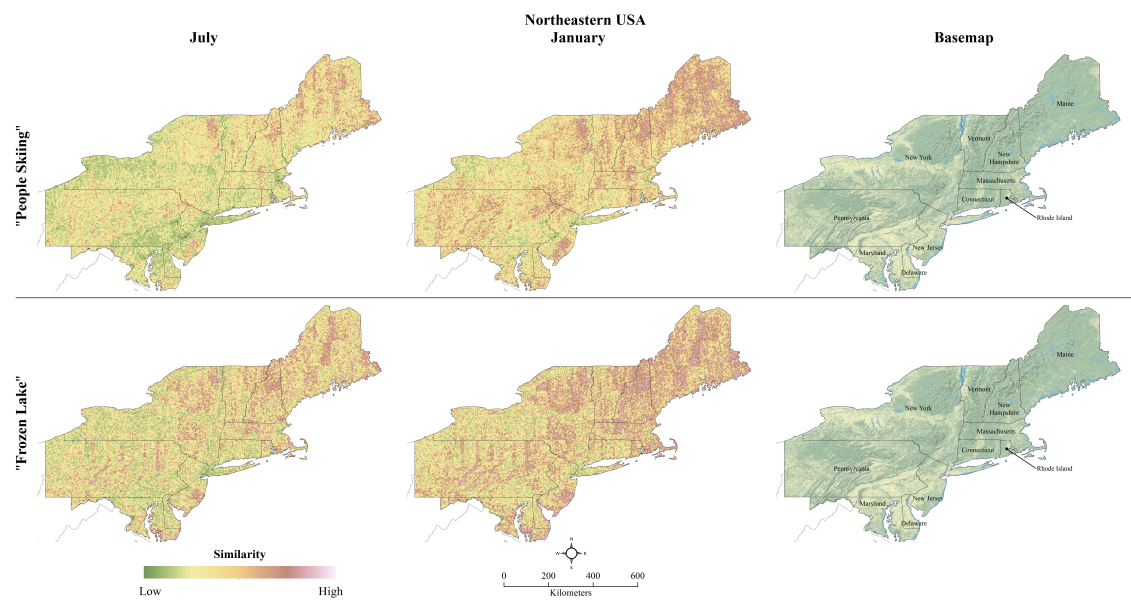 Northeastern USA
July
January
Basemap
"People Skiing"
Maine
Vermont
New York
New
Hampshire
Massachusetts
Connecticut
Rhode Island
Pennsylvania
New Jersey
Maryland
Delaware
"Frozen Lake"
Maine
Vermont
New York
New
Hampshire
Massachusetts
Connecticut
Rhode Island
Pennsylvania
New Jersey
Maryland
Delaware
Similarity
Low
High
N
W
E
S
0 200 400 600
Kilometers